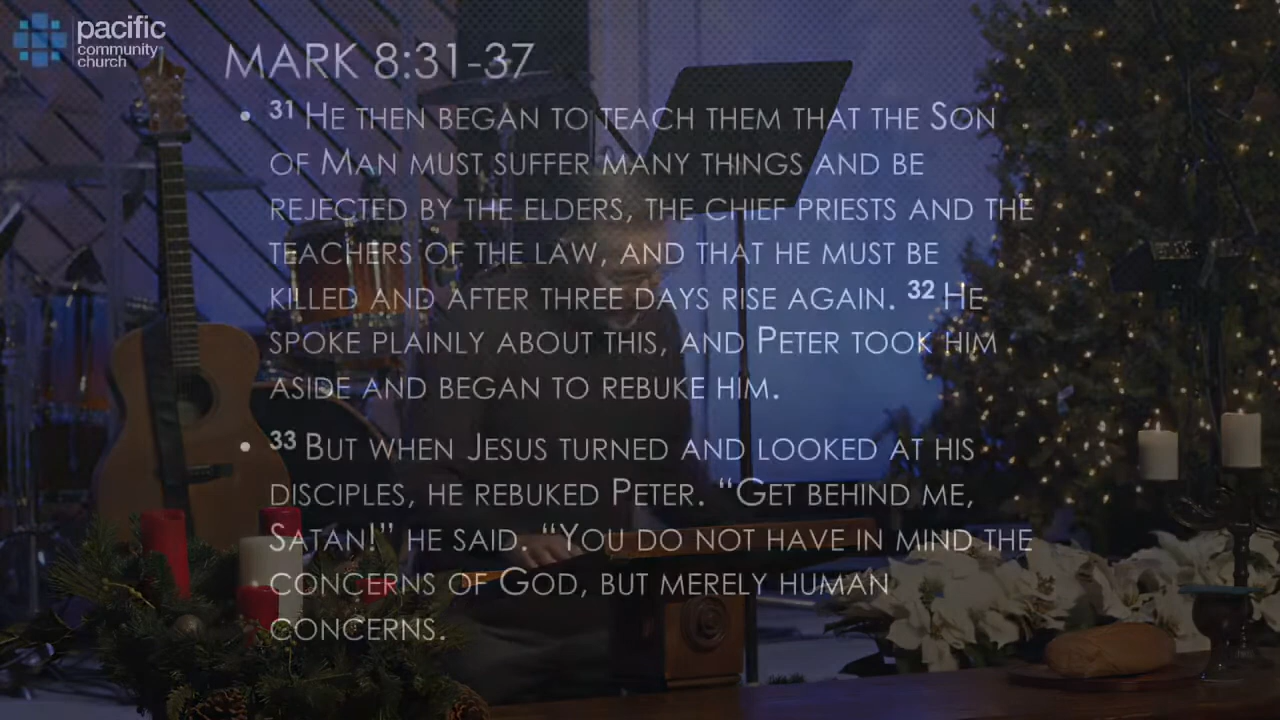 pacific
community
church
MARK 8:31-37
• 31 HE THEN BEGAN TO TEACH THEM THAT THE SON
OF MAN MUST SUFFER MANY THINGS AND BE
REJECTED BY THE ELDERS, THE CHIEF PRIESTS AND THE
TEACHERS OF THE LAW, AND THAT HE MUST BE
KILLED AND AFTER THREE DAYS RISE AGAIN. 32 HE
SPOKE PLAINLY ABOUT THIS, AND PETER TOOK HIM
ASIDE AND BEGAN TO REBUKE HIM.
• 33 BUT WHEN JESUS TURNED AND LOOKED AT HIS
DISCIPLES, HE REBUKED PETER. “GET BEHIND ME,
SATAN!” HE SAID. “YOU DO NOT HAVE IN MIND THE
CONCERNS OF GOD, BUT MERELY HUMAN
CONCERNS.